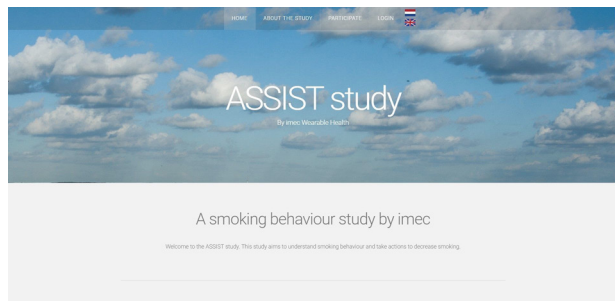 HOME ABOUT THE STUDY PARTICIPATE LOGIN
ASSIST study
By imec Wearable Health
A smoking behaviour study by imec
Welcome to the ASSIST study. This study aims to understand smoking behaviour and take actions to decrease smoking.